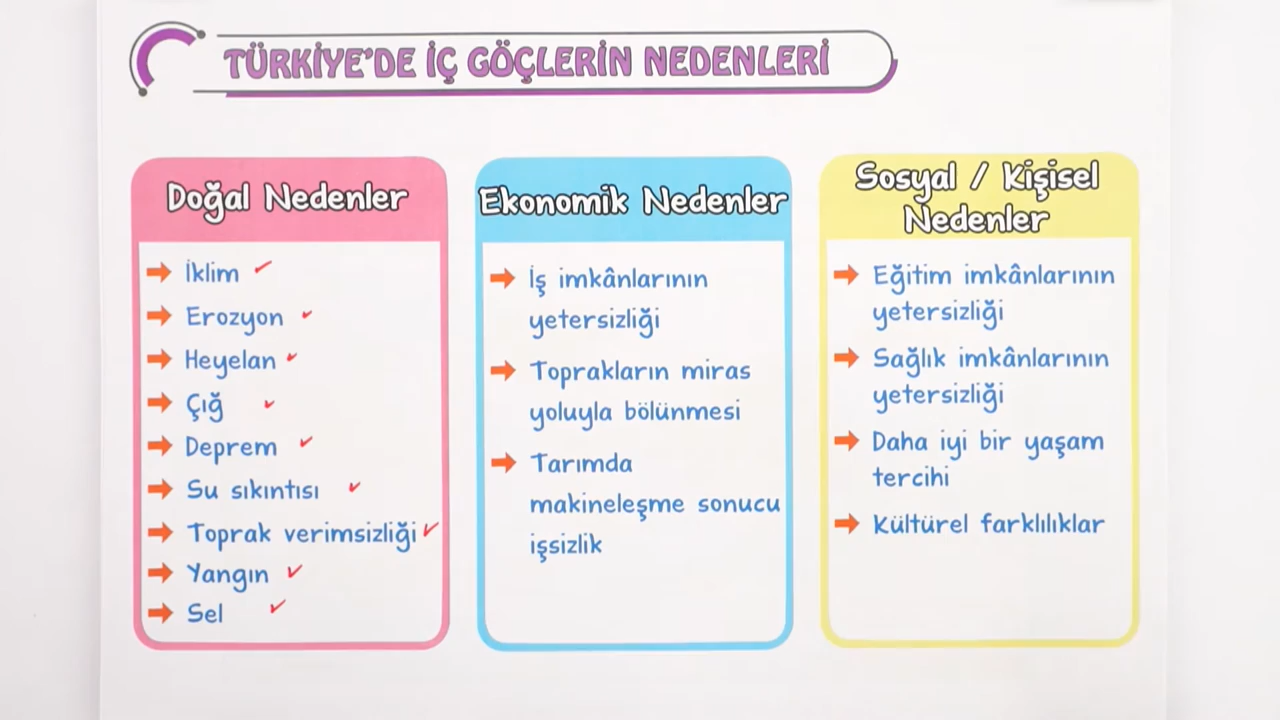 TÜRKİYE'DE İÇ GÖÇLERİN NEDENLERİ
Doğal Nedenler
İklim
Erozyon
Heyelan
Çığ
Deprem
Su sıkıntısı
Toprak verimsizliği
Yangın
Sel
Ekonomik Nedenler
İş imkânlarının
yetersizliği
Toprakların miras
yoluyla bölünmesi
Tarımda
makineleşme sonucu
işsizlik
Sosyal / Kişisel
Nedenler
Eğitim imkânlarının
yetersizliği
Sağlık imkânlarının
yetersizliği
Daha iyi bir yaşam
tercihi
Kültürel farklılıklar